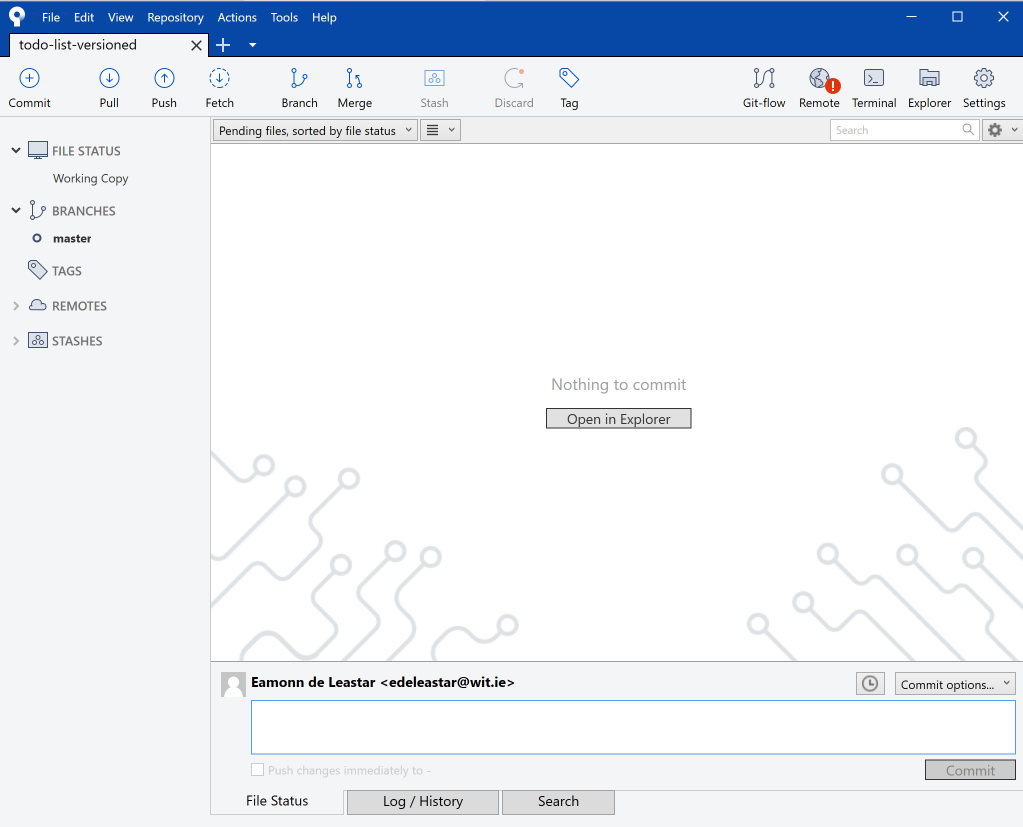 File Edit View Repository Actions Tools Help
todo-list-versioned
Commit Pull Push Fetch Branch Merge Stash Discard Tag Git-flow Remote Terminal Explorer Settings
Pending files, sorted by file status
Search
FILE STATUS
Working Copy
BRANCHES
master
TAGS
REMOTES
STASHES
Nothing to commit
Open in Explorer
Eamonn de Leastar <edeleastar@wit.ie>
Commit options...
Push changes immediately to -
Commit
File Status Log / History Search